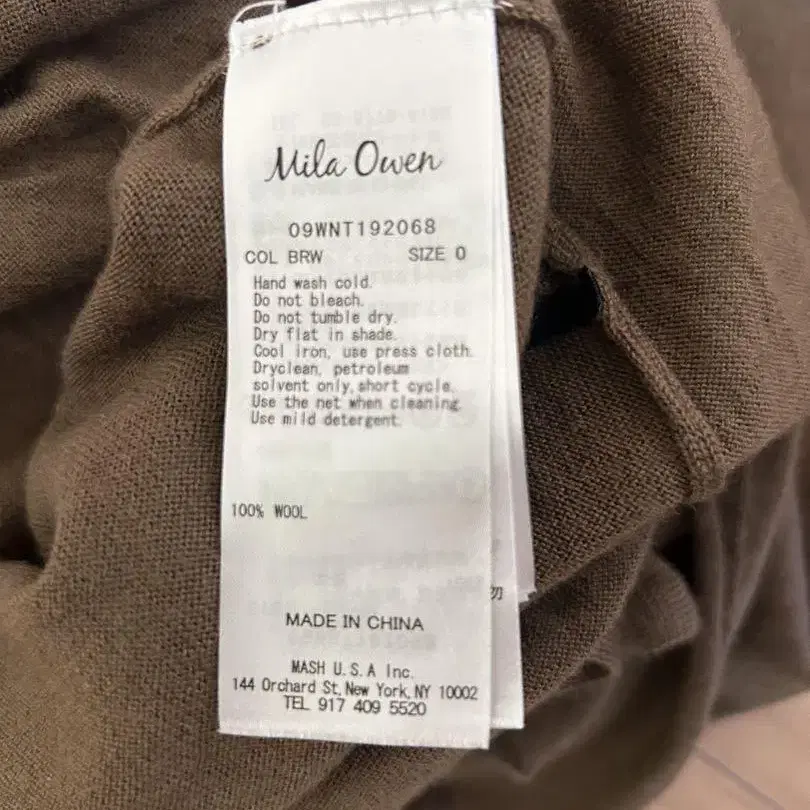 Mila Owen
09WNT192068
COL BRW SIZE 0
Hand wash cold.
Do not bleach.
Do not tumble dry.
Dry flat in shade.
Cool iron, use press cloth.
Dryclean, petroleum
solvent only, short cycle.
Use the net when cleaning.
Use mild detergent.
100% WOOL
MADE IN CHINA
MASH U.S.A Inc.
144 Orchard St, New York, NY 10002
TEL 917 409 5520